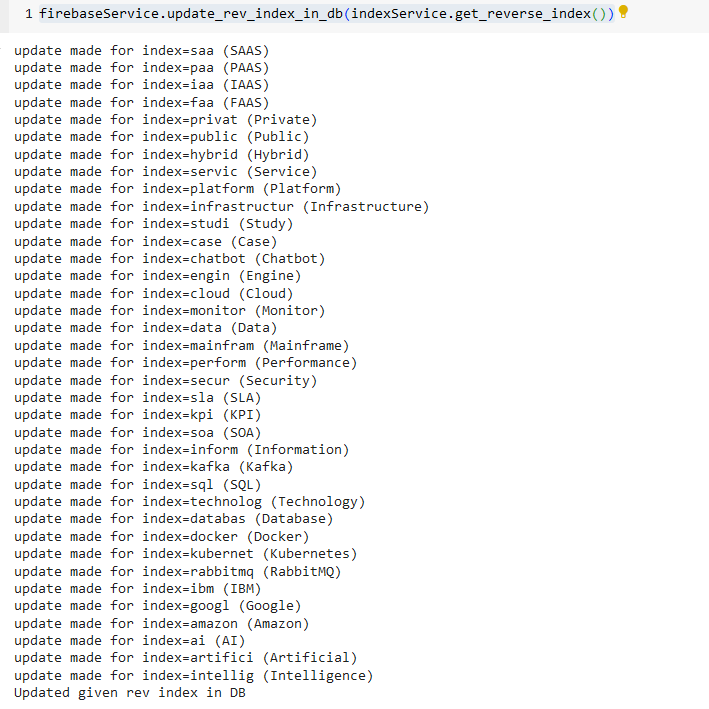 1 firebaseService.update_rev_index_in_db(indexService.get_reverse_index())
update made for index=saa (SAAS)
update made for index=paa (PAAS)
update made for index=iaa (IAAS)
update made for index=faa (FAAS)
update made for index=privat (Private)
update made for index=public (Public)
update made for index=hybrid (Hybrid)
update made for index=servic (Service)
update made for index=platform (Platform)
update made for index=infrastructur (Infrastructure)
update made for index=studi (Study)
update made for index=case (Case)
update made for index=chatbot (Chatbot)
update made for index=engin (Engine)
update made for index=cloud (Cloud)
update made for index=monitor (Monitor)
update made for index=data (Data)
update made for index=mainfram (Mainframe)
update made for index=perform (Performance)
update made for index=secur (Security)
update made for index=sla (SLA)
update made for index=kpi (KPI)
update made for index=soa (SOA)
update made for index=inform (Information)
update made for index=kafka (Kafka)
update made for index=sql (SQL)
update made for index=technolog (Technology)
update made for index=databas (Database)
update made for index=docker (Docker)
update made for index=kubernet (Kubernetes)
update made for index=rabbitmq (RabbitMQ)
update made for index=ibm (IBM)
update made for index=googl (Google)
update made for index=amazon (Amazon)
update made for index=ai (AI)
update made for index=artifici (Artificial)
update made for index=intellig (Intelligence)
Updated given rev index in DB